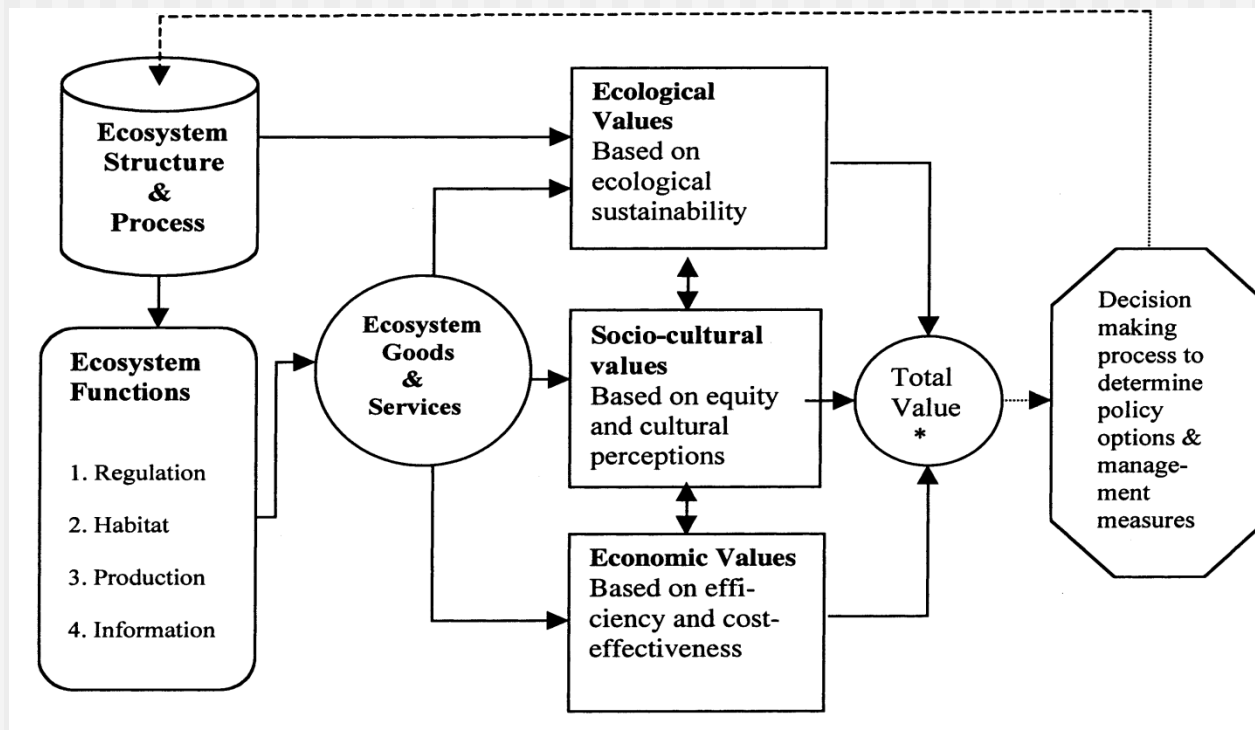 Ecosystem
Structure
&
Process
Ecosystem
Functions
1. Regulation
2. Habitat
3. Production
4. Information
Ecosystem
Goods
&
Services
Ecological
Values
Based on
ecological
sustainability
Socio-cultural
values
Based on equity
and cultural
perceptions
Economic Values
Based on effi-
ciency and cost-
effectiveness
Total
Value
*
Decision
making
process to
determine
policy
options &
manage-
ment
measures